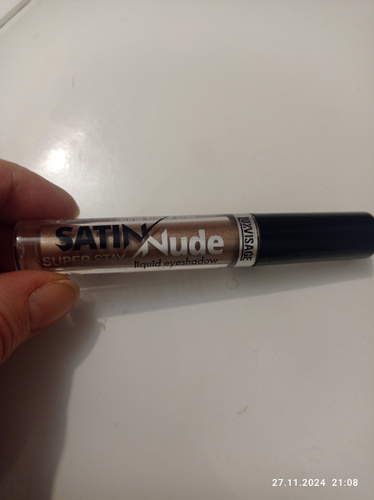 SATIN Nude
SUPER STAY
liquid eyeshadow
LUXVISAGE
27.11.2024 21:08